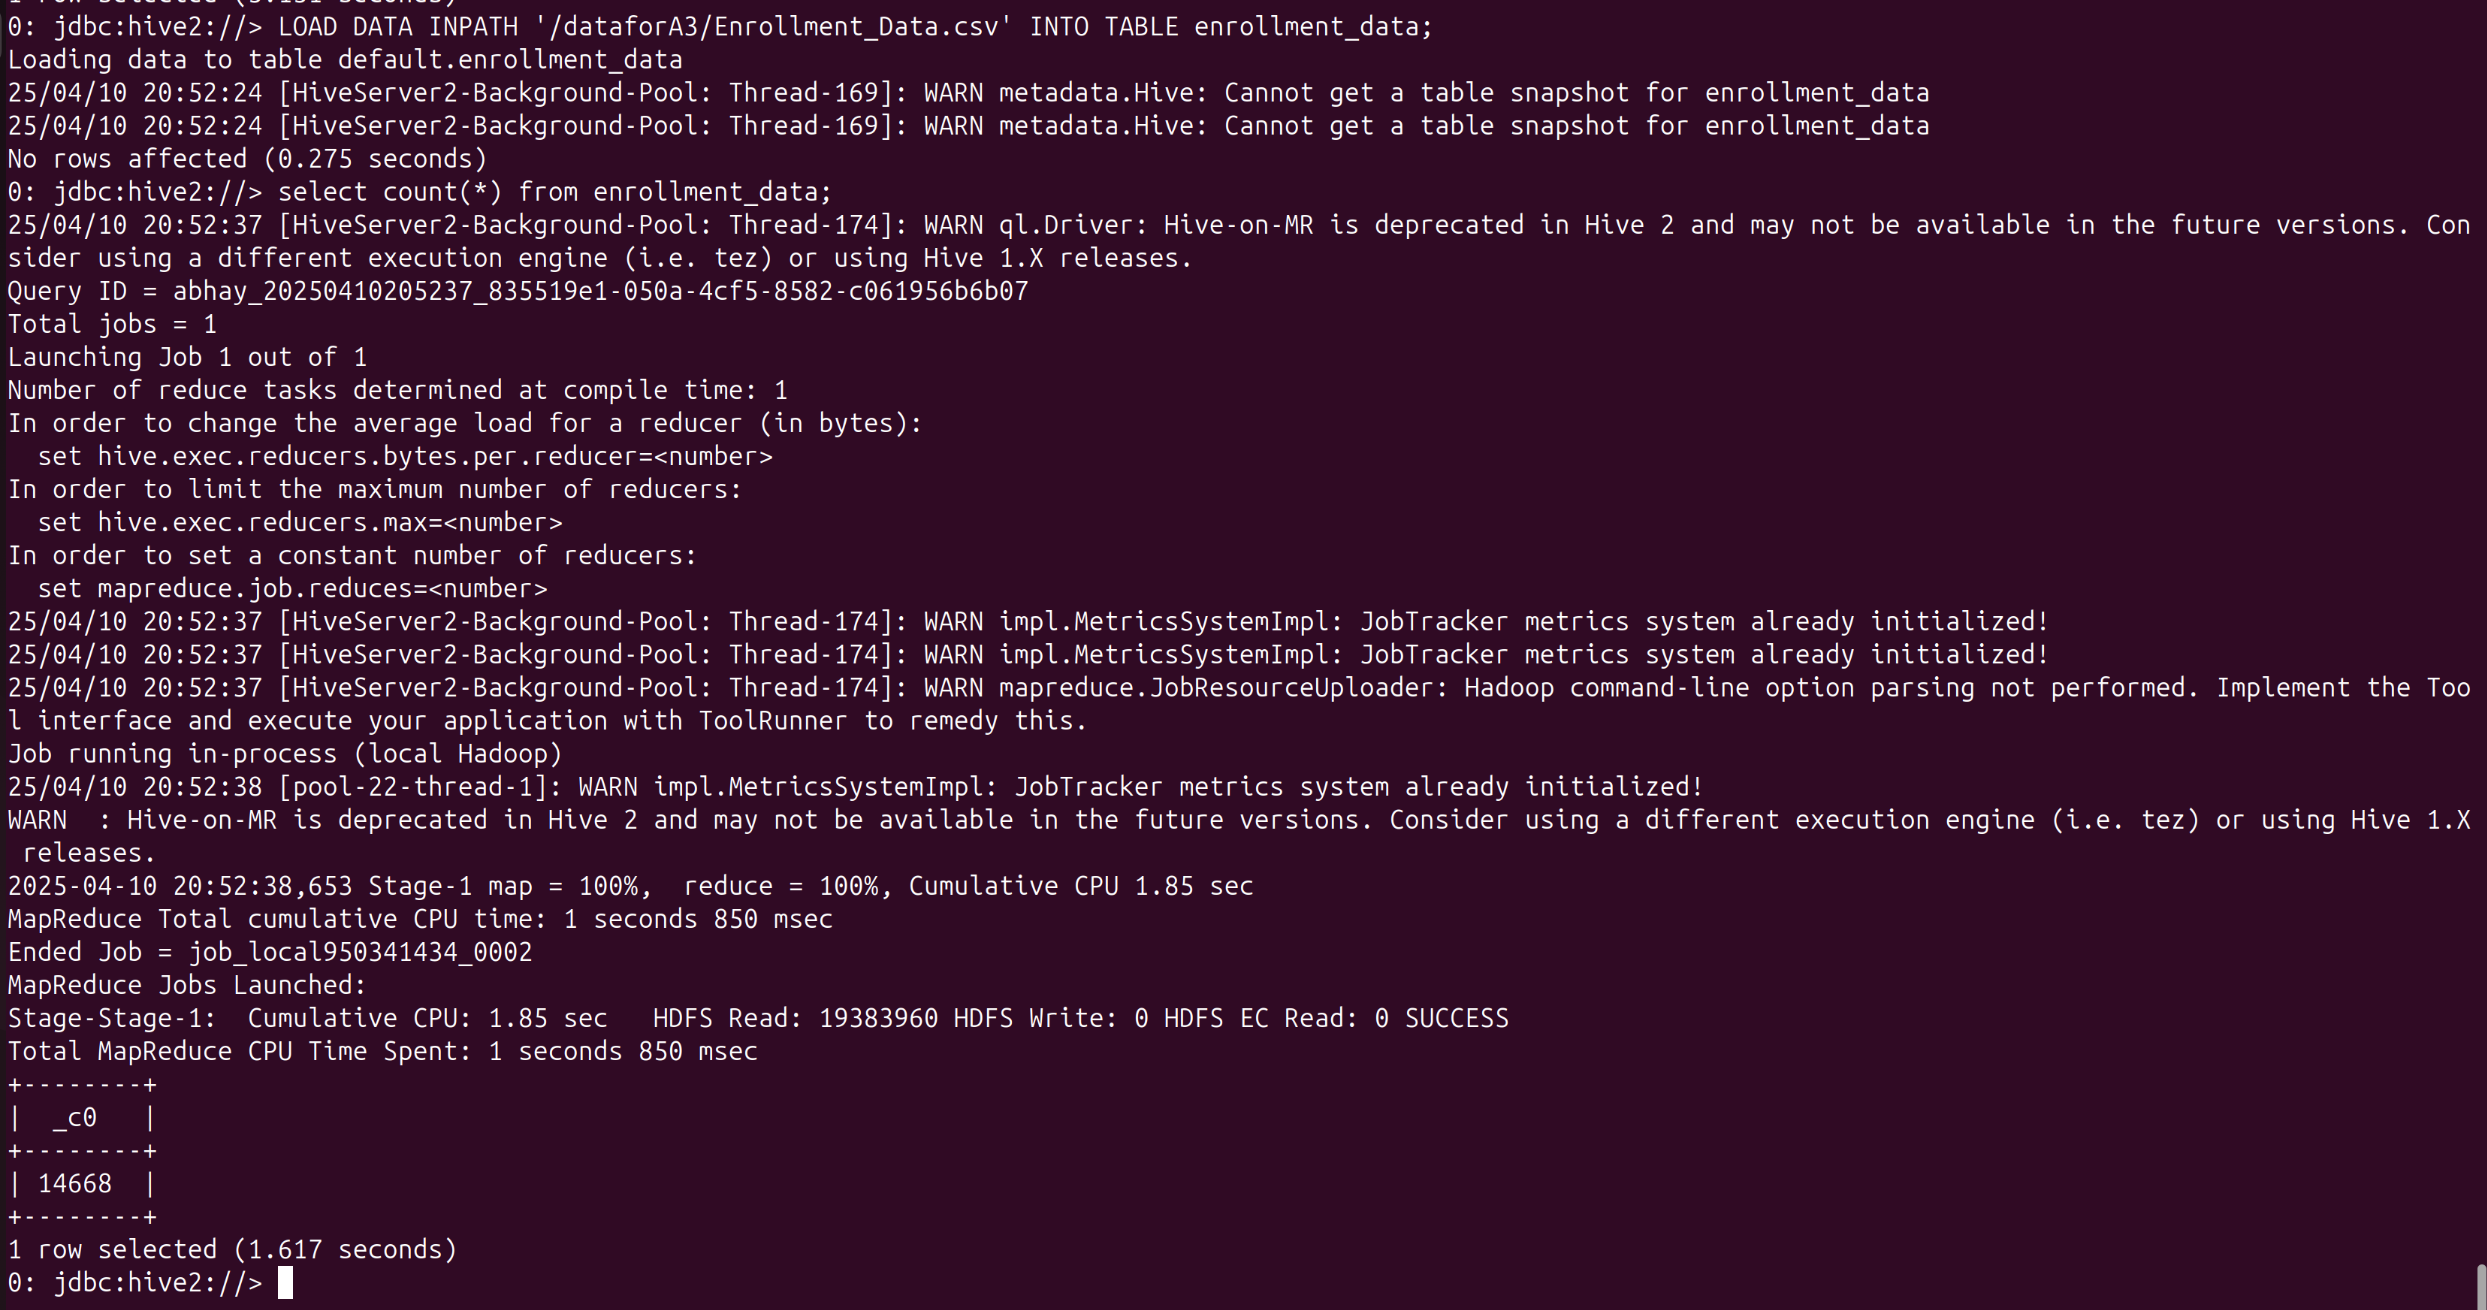 0: jdbc:hive2://> LOAD DATA INPATH '/dataforA3/Enrollment_Data.csv' INTO TABLE enrollment_data;
Loading data to table default.enrollment_data
25/04/10 20:52:24 [HiveServer2-Background-Pool: Thread-169]: WARN metadata.Hive: Cannot get a table snapshot for enrollment_data
25/04/10 20:52:24 [HiveServer2-Background-Pool: Thread-169]: WARN metadata.Hive: Cannot get a table snapshot for enrollment_data
No rows affected (0.275 seconds)
0: jdbc:hive2://> select count(*) from enrollment_data;
25/04/10 20:52:37 [HiveServer2-Background-Pool: Thread-174]: WARN ql.Driver: Hive-on-MR is deprecated in Hive 2 and may not be available in the future versions. Con
sider using a different execution engine (i.e. tez) or using Hive 1.X releases.
Query ID = abhay_20250410205237_835519e1-050a-4cf5-8582-c061956b6b07
Total jobs = 1
Launching Job 1 out of 1
Number of reduce tasks determined at compile time: 1
In order to change the average load for a reducer (in bytes):
  set hive.exec.reducers.bytes.per.reducer=<number>
In order to limit the maximum number of reducers:
  set hive.exec.reducers.max=<number>
In order to set a constant number of reducers:
  set mapreduce.job.reduces=<number>
25/04/10 20:52:37 [HiveServer2-Background-Pool: Thread-174]: WARN impl.MetricsSystemImpl: JobTracker metrics system already initialized!
25/04/10 20:52:37 [HiveServer2-Background-Pool: Thread-174]: WARN impl.MetricsSystemImpl: JobTracker metrics system already initialized!
25/04/10 20:52:37 [HiveServer2-Background-Pool: Thread-174]: WARN mapreduce.JobResourceUploader: Hadoop command-line option parsing not performed. Implement the Too
l interface and execute your application with ToolRunner to remedy this.
Job running in-process (local Hadoop)
25/04/10 20:52:38 [pool-22-thread-1]: WARN impl.MetricsSystemImpl: JobTracker metrics system already initialized!
WARN  : Hive-on-MR is deprecated in Hive 2 and may not be available in the future versions. Consider using a different execution engine (i.e. tez) or using Hive 1.X
 releases.
2025-04-10 20:52:38,653 Stage-1 map = 100%,  reduce = 100%, Cumulative CPU 1.85 sec
MapReduce Total cumulative CPU time: 1 seconds 850 msec
Ended Job = job_local950341434_0002
MapReduce Jobs Launched:
Stage-Stage-1:  Cumulative CPU: 1.85 sec   HDFS Read: 19383960 HDFS Write: 0 HDFS EC Read: 0 SUCCESS
Total MapReduce CPU Time Spent: 1 seconds 850 msec
+--------+
|  _c0   |
+--------+
| 14668  |
+--------+
1 row selected (1.617 seconds)
0: jdbc:hive2://>